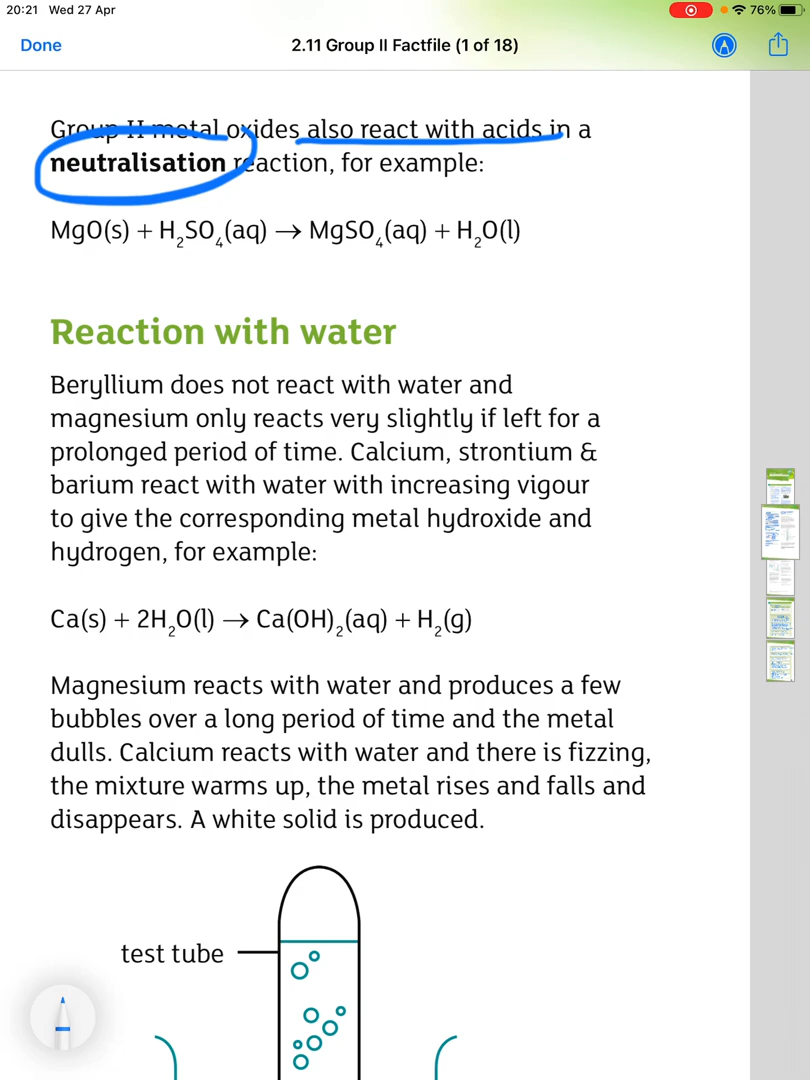 20:21 Wed 27 Apr
76%
Done
2.11 Group II Factfile (1 of 18)
Group II metal oxides also react with acids in a
neutralisation reaction, for example:
MgO(s) + H₂SO₄(aq) → MgSO₄(aq) + H₂O(l)
Reaction with water
Beryllium does not react with water and
magnesium only reacts very slightly if left for a
prolonged period of time. Calcium, strontium &
barium react with water with increasing vigour
to give the corresponding metal hydroxide and
hydrogen, for example:
Ca(s) + 2H₂O(l) → Ca(OH)₂(aq) + H₂(g)
Magnesium reacts with water and produces a few
bubbles over a long period of time and the metal
dulls. Calcium reacts with water and there is fizzing,
the mixture warms up, the metal rises and falls and
disappears. A white solid is produced.
test tube